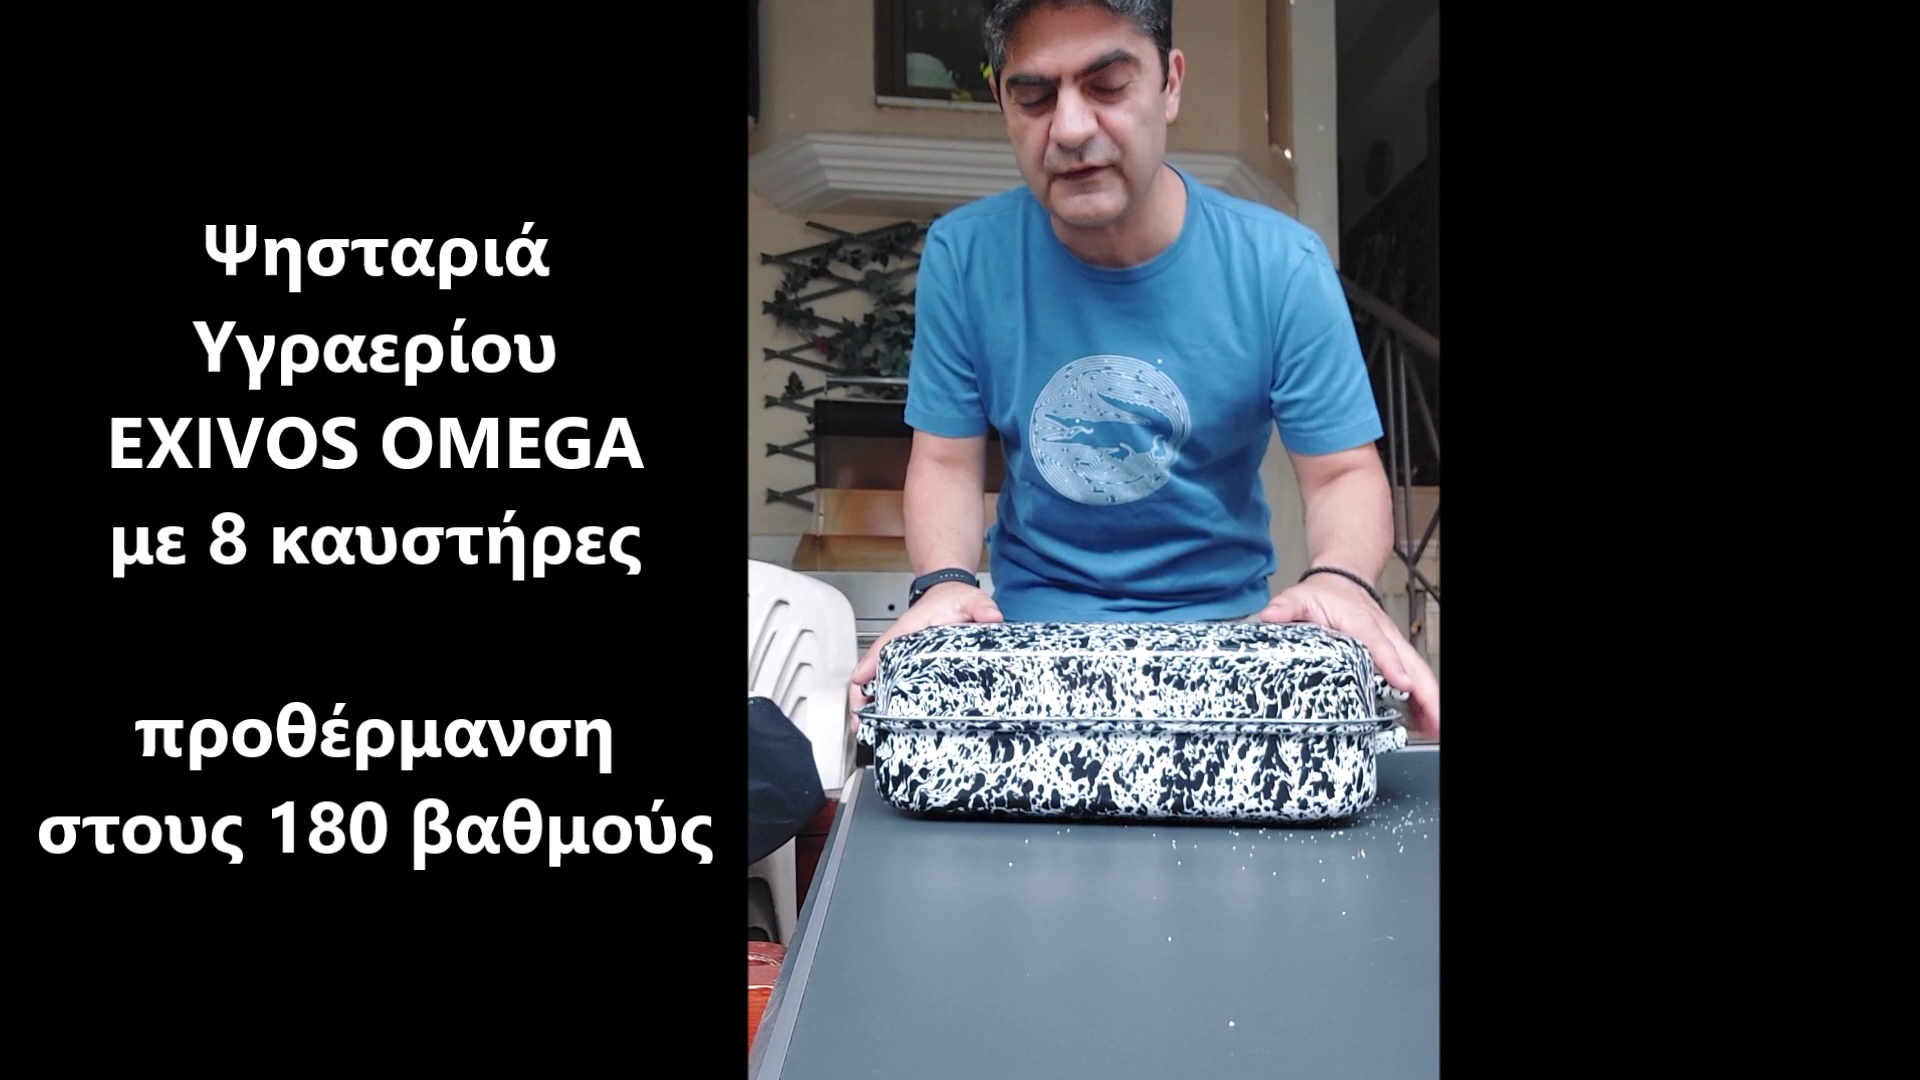 Ψησταριά
Υγραερίου
EXIVOS OMEGA
με 8 καυστήρες
προθέρμανση
στους 180 βαθμούς